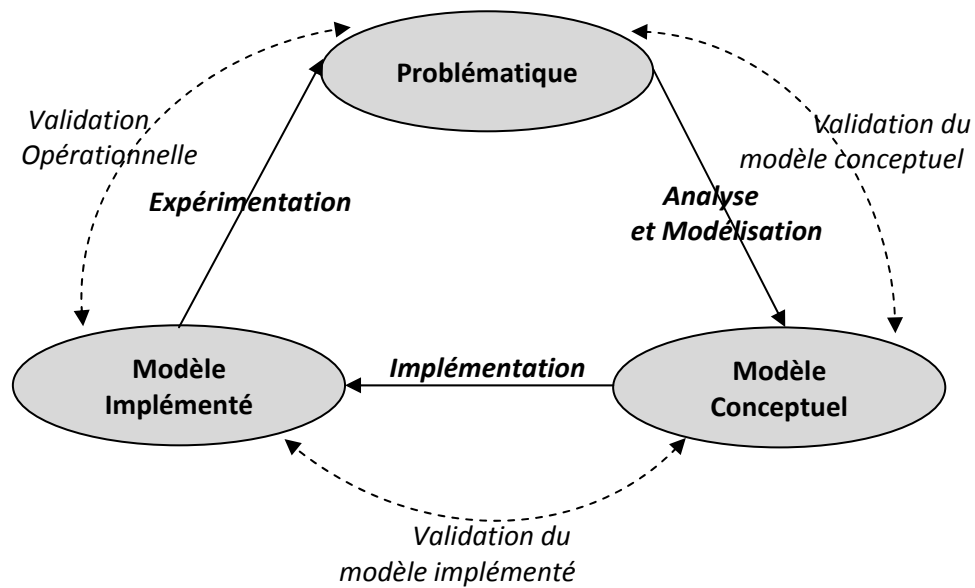 Problématique
Validation
Opérationnelle
Validation du
modèle conceptuel
Expérimentation
Analyse
et Modélisation
Modèle
Implémenté
Implémentation
Modèle
Conceptuel
Validation du
modèle implémenté